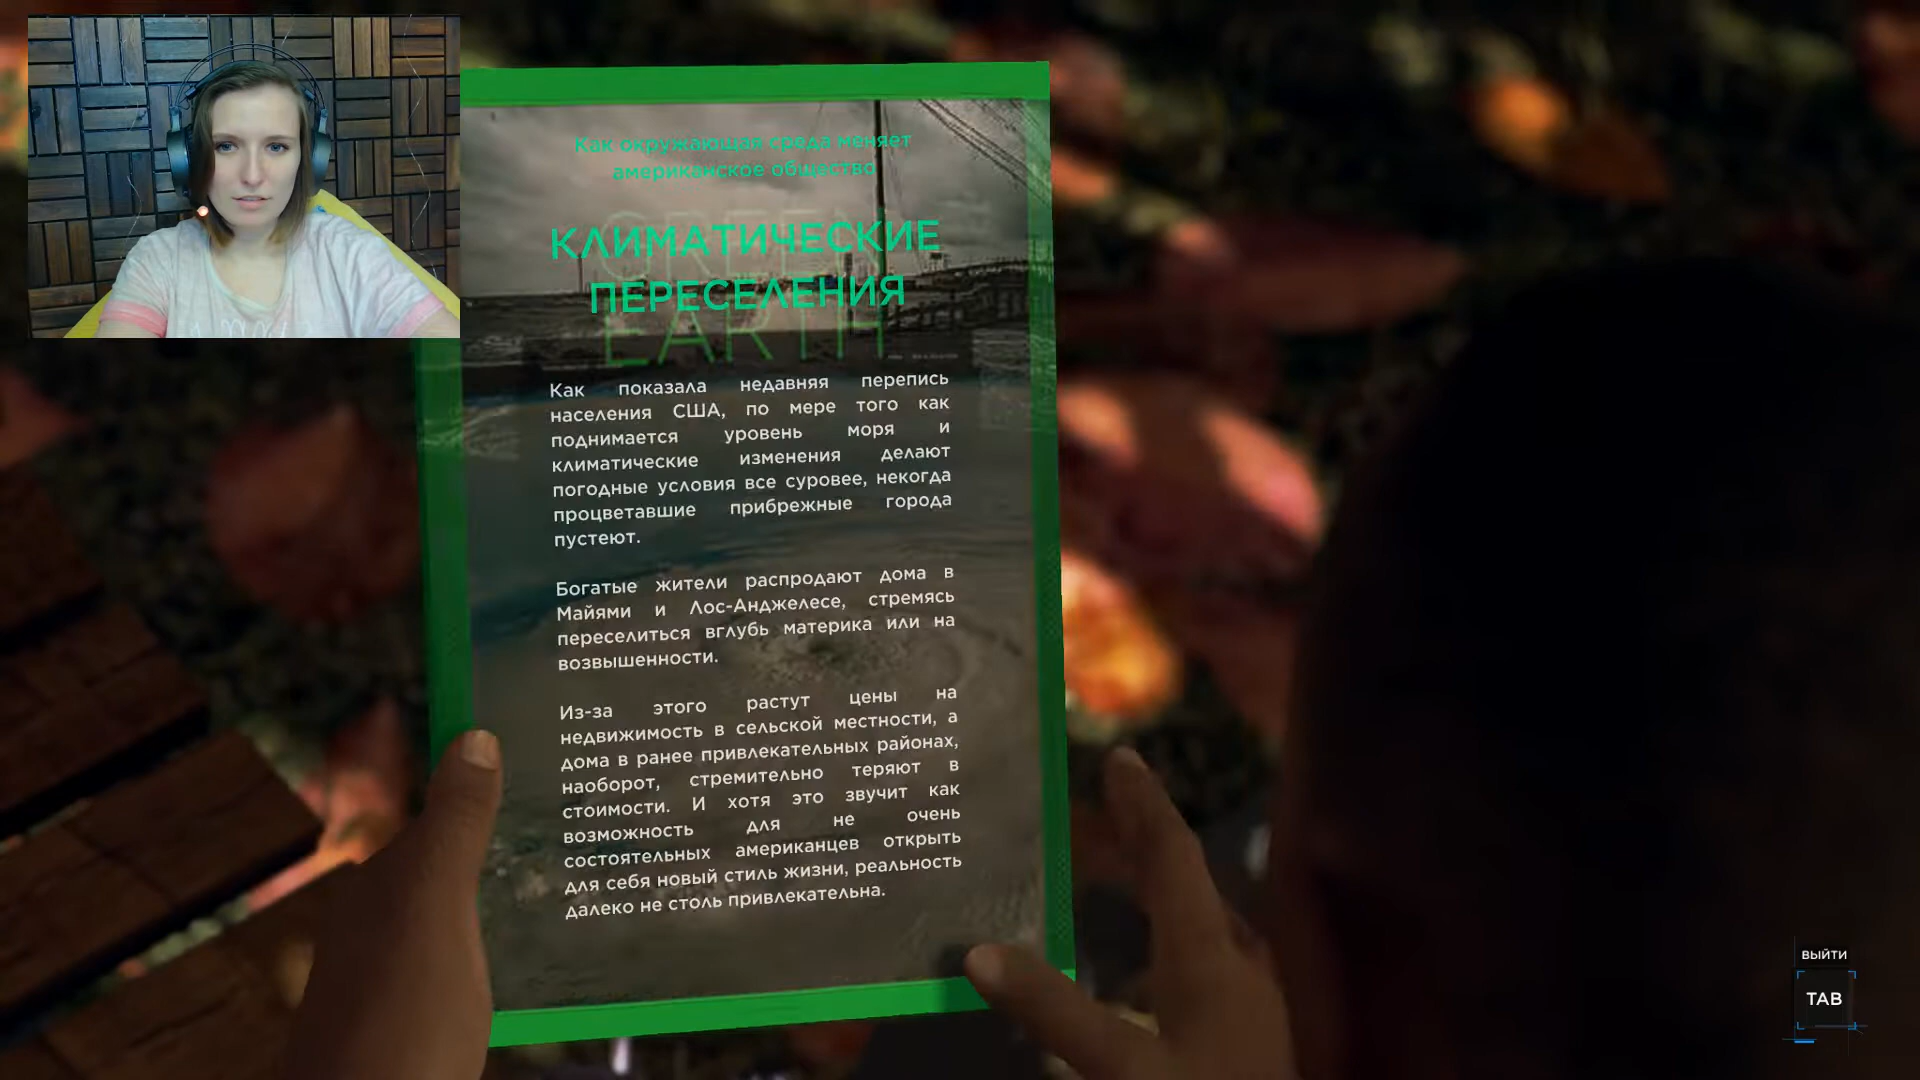 Как окружающая среда меняет
американское общество
GREEN
КЛИМАТИЧЕСКИЕ
ПЕРЕСЕЛЕНИЯ
EARTH
Как показала недавняя перепись
населения США, по мере того как
поднимается уровень моря и
климатические изменения делают
погодные условия все суровее, некогда
процветавшие прибрежные города
пустеют.
Богатые жители распродают дома в
Майями и Лос-Анджелесе, стремясь
переселиться вглубь материка или на
возвышенности.
Из-за этого растут цены на
недвижимость в сельской местности, а
дома в ранее привлекательных районах,
наоборот, стремительно теряют в
стоимости. И хотя это звучит как
возможность для не очень
состоятельных американцев открыть
для себя новый стиль жизни, реальность
далеко не столь привлекательна.
ВЫЙТИ
TAB